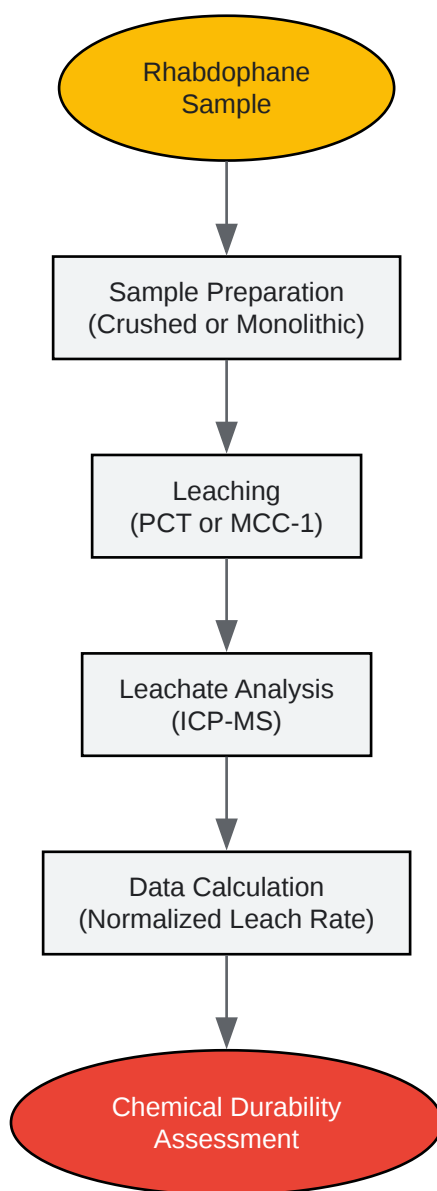 Rhabdophane
Sample
Sample Preparation
(Crushed or Monolithic)
Leaching
(PCT or MCC-1)
Leachate Analysis
(ICP-MS)
Data Calculation
(Normalized Leach Rate)
Chemical Durability
Assessment